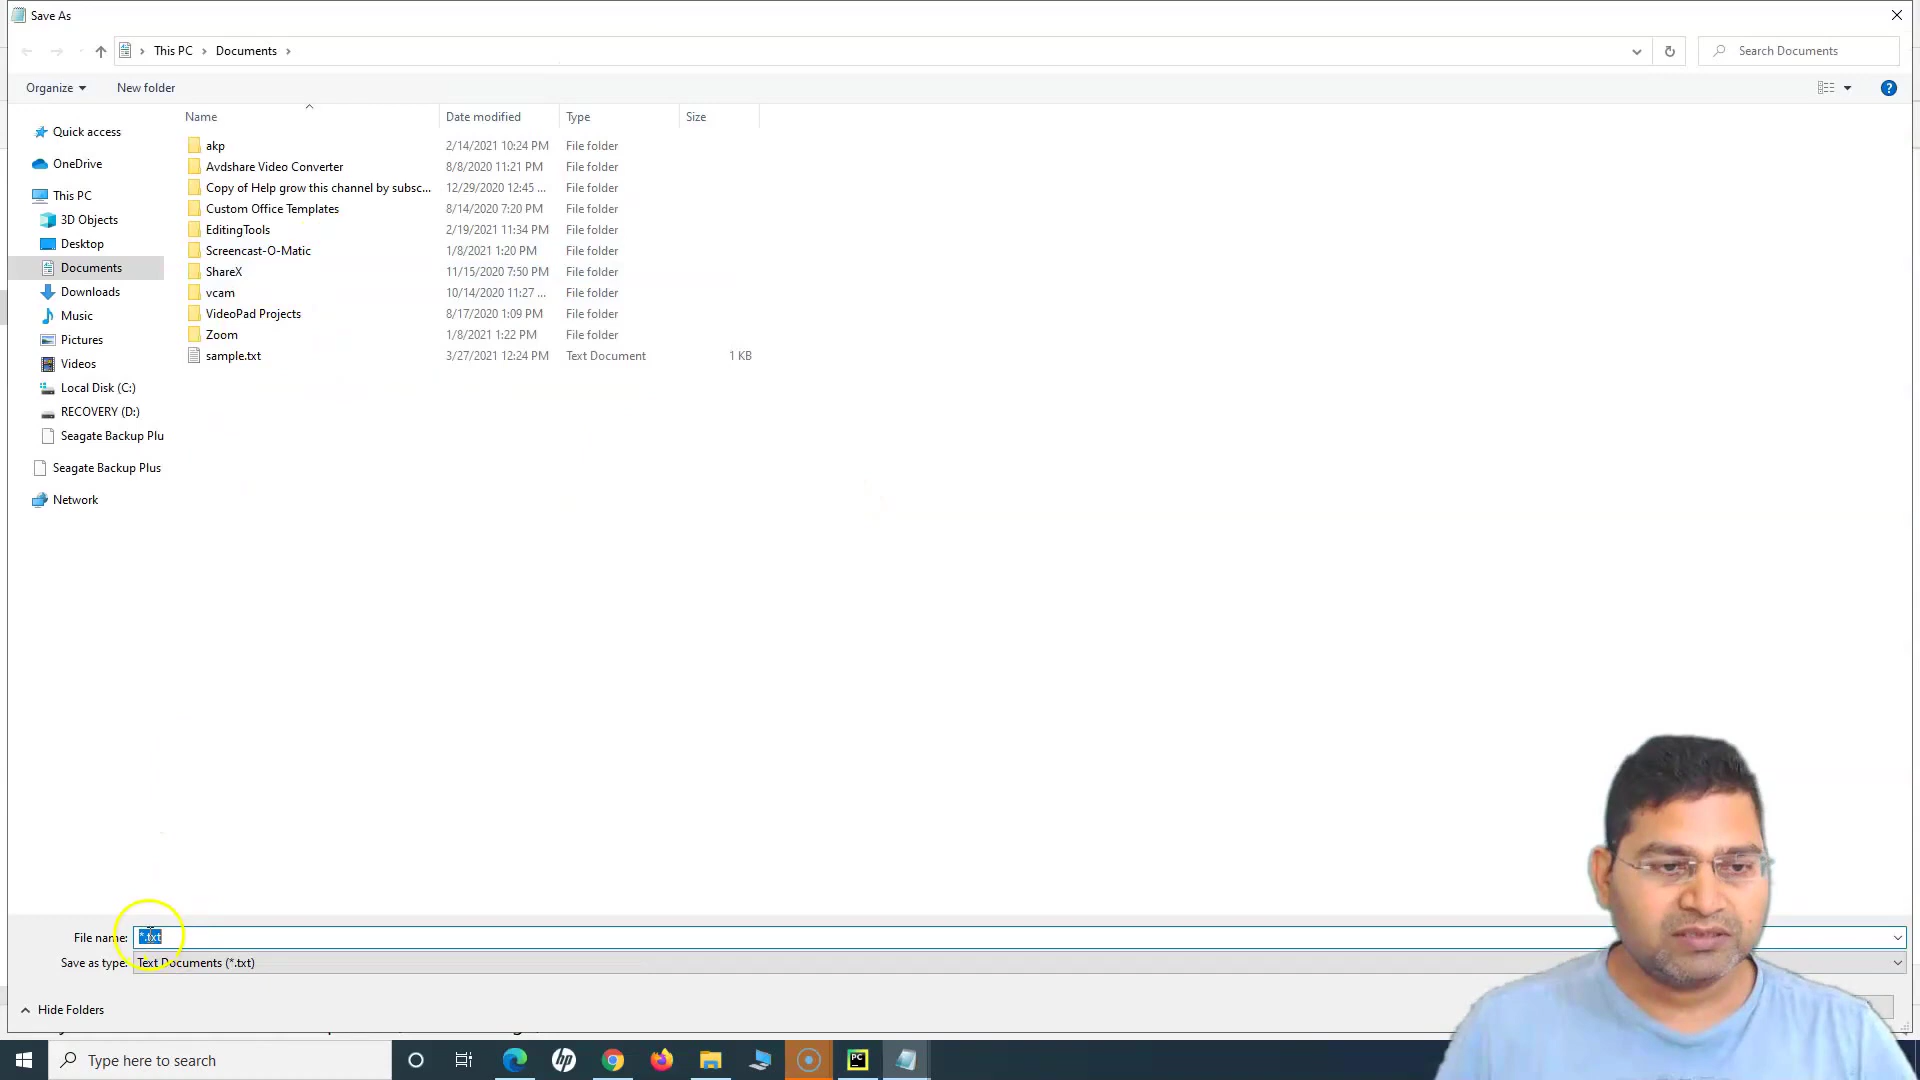 Save As
This PC > Documents >
Search Documents
Organize
New folder
Name Date modified Type Size
akp 2/14/2021 10:24 PM File folder
Avdshare Video Converter 8/8/2020 11:21 PM File folder
Copy of Help grow this channel by subsc... 12/29/2020 12:45 ... File folder
Custom Office Templates 8/14/2020 7:20 PM File folder
EditingTools 2/19/2021 11:34 PM File folder
Screencast-O-Matic 1/8/2021 1:20 PM File folder
ShareX 11/15/2020 7:50 PM File folder
vcam 10/14/2020 11:27 ... File folder
VideoPad Projects 8/17/2020 1:09 PM File folder
Zoom 1/8/2021 1:22 PM File folder
sample.txt 3/27/2021 12:24 PM Text Document 1 KB
Quick access
OneDrive
This PC
3D Objects
Desktop
Documents
Downloads
Music
Pictures
Videos
Local Disk (C:)
RECOVERY (D:)
Seagate Backup Plu
Seagate Backup Plus
Network
File name: *.txt
Save as type: Text Documents (*.txt)
Hide Folders
Type here to search
hp
PC